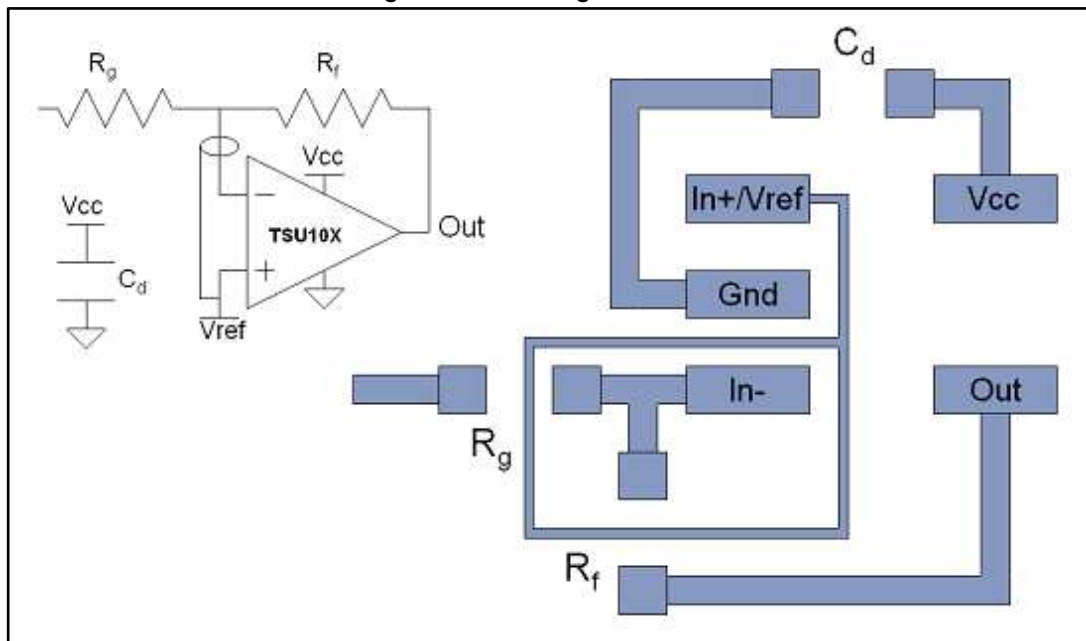 Rg
Rf
Vcc
TSU10X
Out
Vcc
Cd
Vref
Cd
In+/Vref
Vcc
Gnd
In-
Out
Rg
Rf